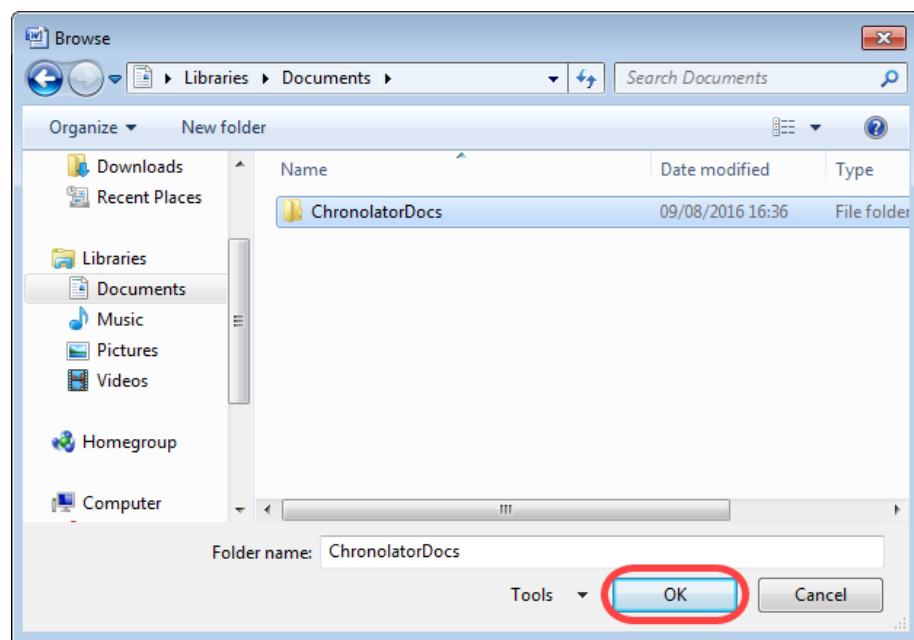 Browse
Libraries Documents Search Documents
Organize New folder
Downloads
Recent Places
Libraries
Documents
Music
Pictures
Videos
Homegroup
Computer
Name Date modified Type
ChronolatorDocs 09/08/2016 16:36 File folder
Folder name: ChronolatorDocs
Tools OK Cancel